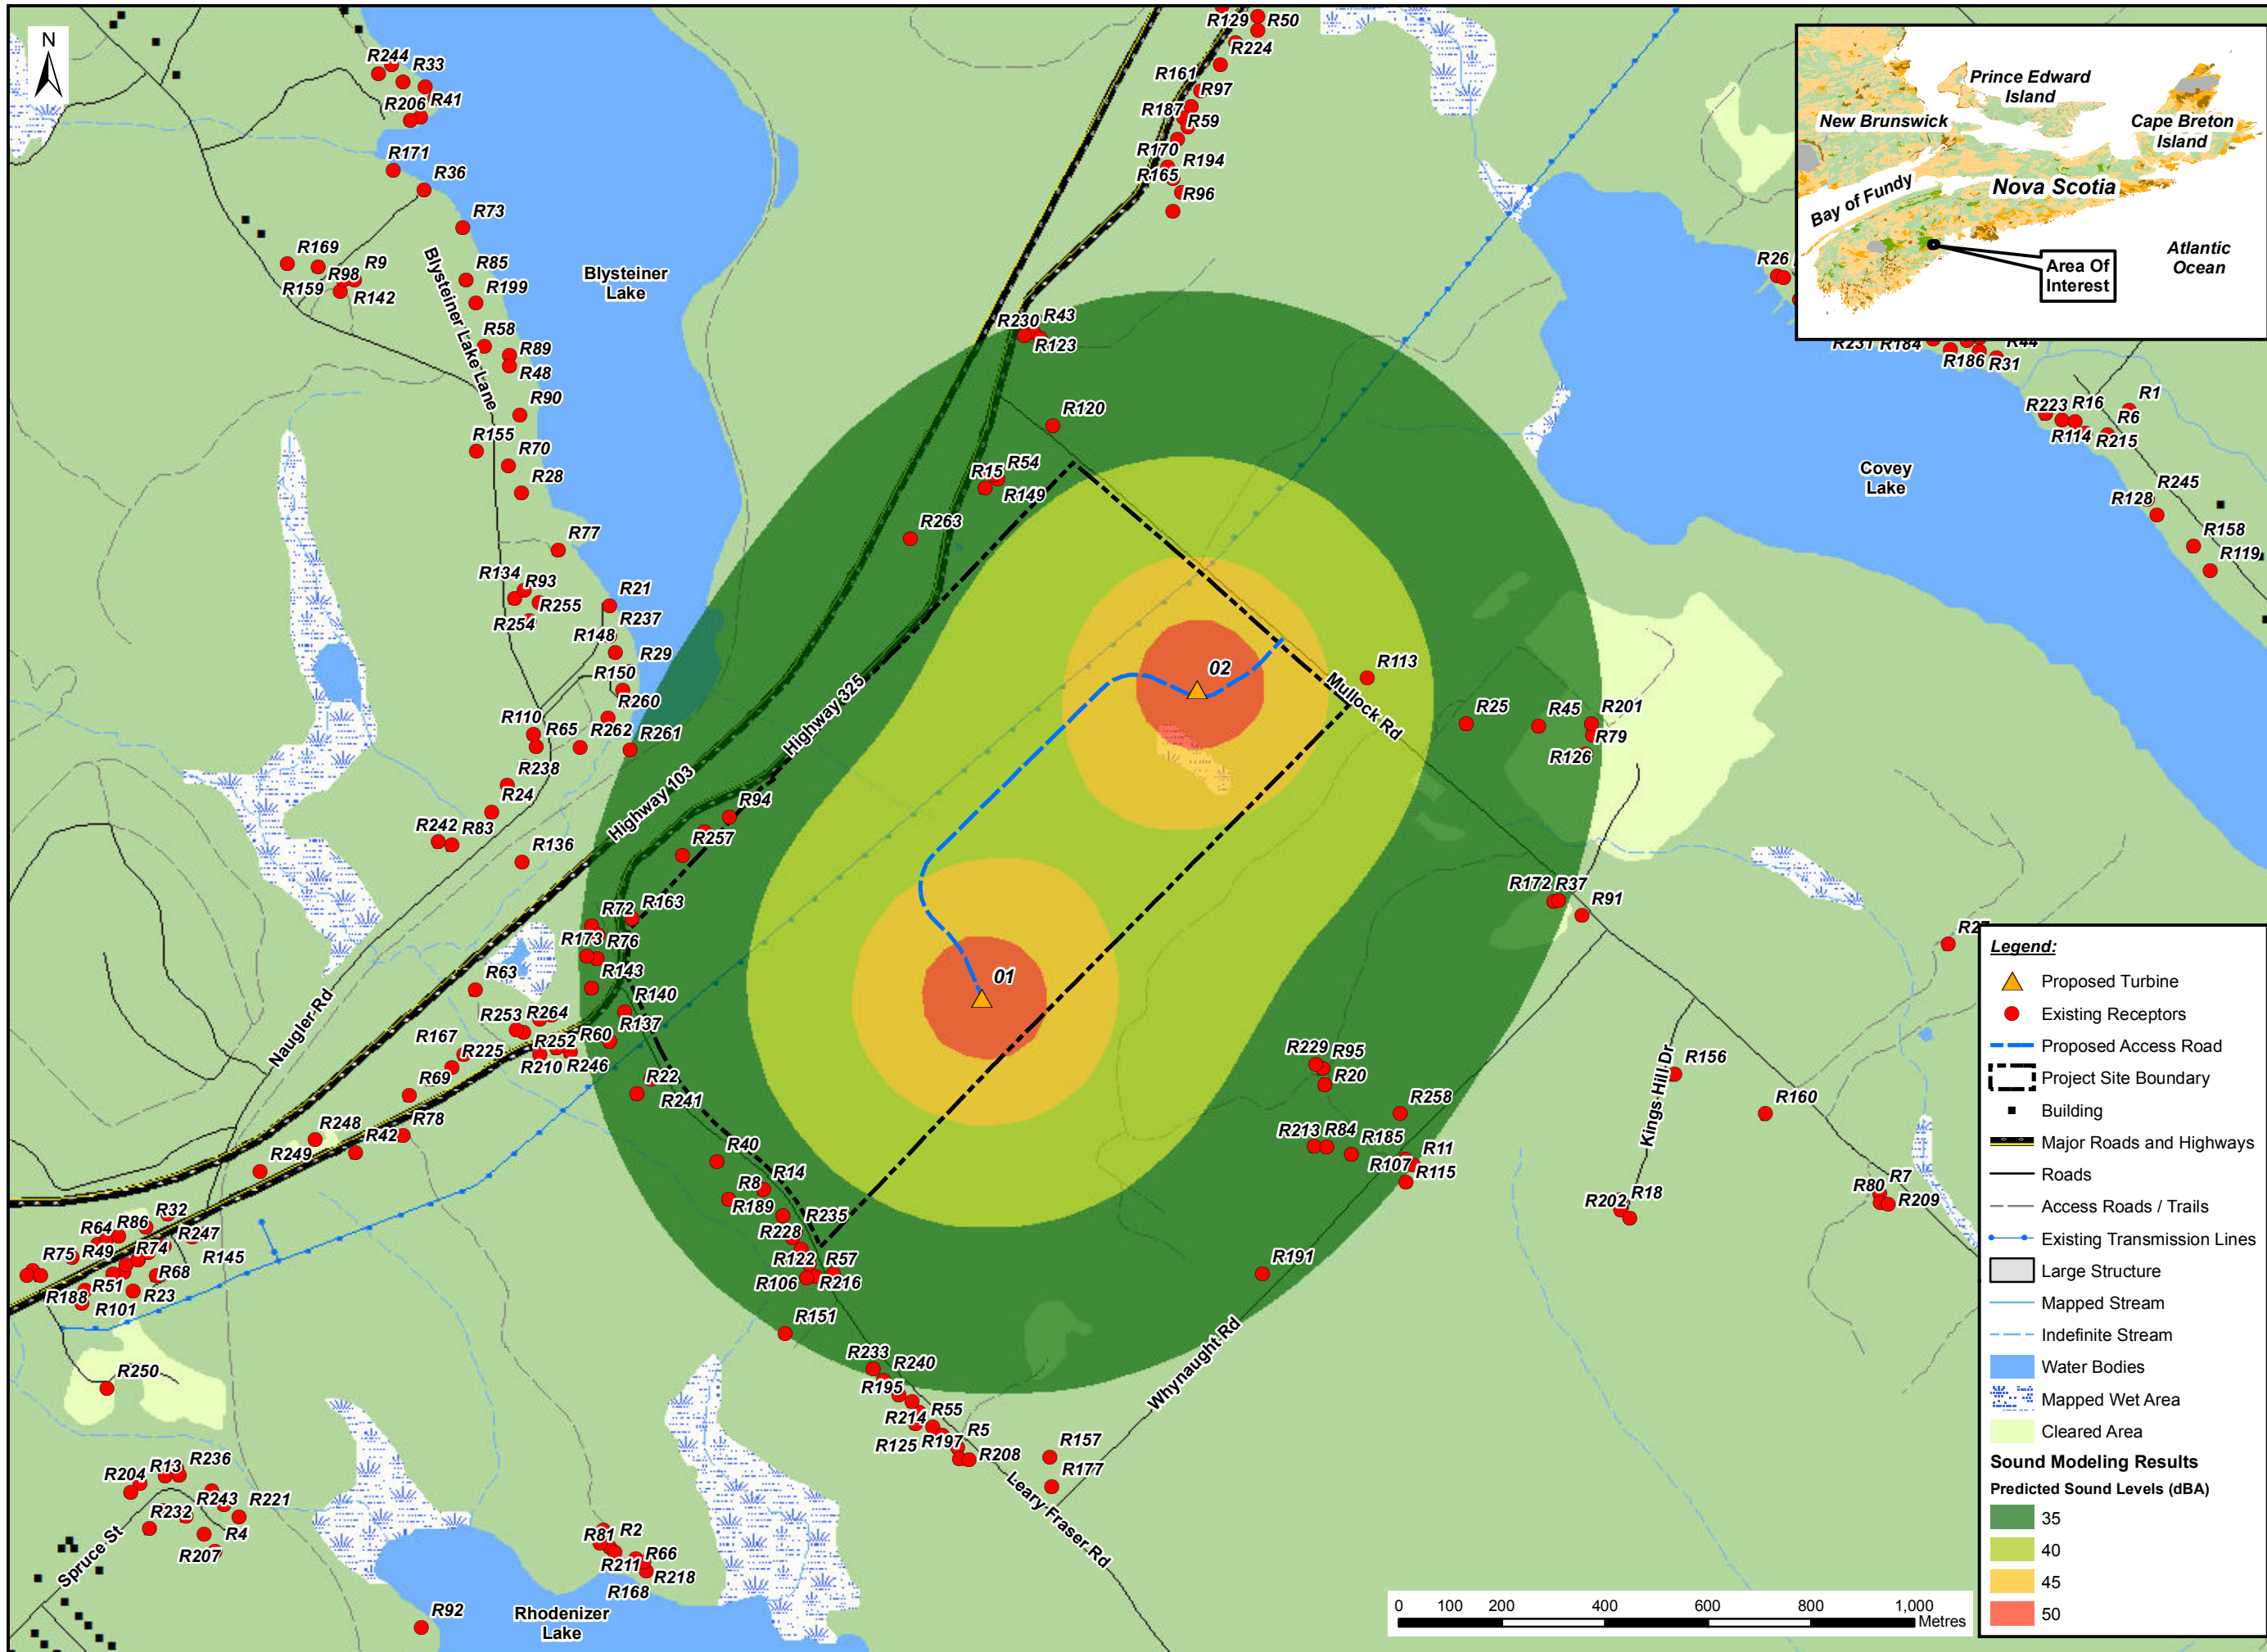 N
R244
R33
R206
R41
R171
R36
R73
R169
R98
R9
R159
R142
R85
R199
R58
R89
R48
R90
R155
R70
R28
R77
R134
R93
R255
R254
R21
R237
R148
R29
R150
R260
R110
R65
R262
R261
R238
R24
R242
R83
R136
Blysteiner Lake Lane
Blysteiner
Lake
R129
R50
R224
R161
R97
R187
R59
R170
R194
R165
R96
R230
R43
R123
R120
R15
R54
R149
R263
02
R113
Mullock Rd
R25
R45
R201
R79
R126
Highway 325
Highway 103
R94
R257
R72
R163
R173
R76
R143
R63
R140
R253
R264
R137
R167
R225
R252
R60
R210
R246
R69
R22
R241
R78
R248
R42
R249
Naugler Rd
01
R172
R37
R91
R27
R229
R95
R20
R258
R213
R84
R185
R107
R11
R115
R156
R160
Kings Hill Dr
R202
R18
R80
R7
R209
R40
R14
R8
R189
R235
R228
R122
R57
R106
R216
R191
R151
R233
R240
R195
R55
R214
R5
R125
R197
R208
R157
R177
Whynaught Rd
Leary Fraser Rd
R32
R64
R86
R247
R75
R49
R74
R145
R68
R51
R188
R23
R101
R250
R236
R13
R204
R243
R221
R232
R4
R207
Spruce St
R81
R2
R66
R211
R218
R168
R92
Rhodenizer
Lake
R26
R231
R184
R44
R186
R31
R223
R16
R1
R6
R114
R215
R245
R128
R158
R119
Covey
Lake
Prince Edward
Island
New Brunswick
Cape Breton
Island
Bay of Fundy
Nova Scotia
Atlantic
Ocean
Area Of
Interest
Legend:
Proposed Turbine
Existing Receptors
Proposed Access Road
Project Site Boundary
Building
Major Roads and Highways
Roads
Access Roads / Trails
Existing Transmission Lines
Large Structure
Mapped Stream
Indefinite Stream
Water Bodies
Mapped Wet Area
Cleared Area
Sound Modeling Results
Predicted Sound Levels (dBA)
35
40
45
50
0 100 200 400 600 800 1,000
Metres